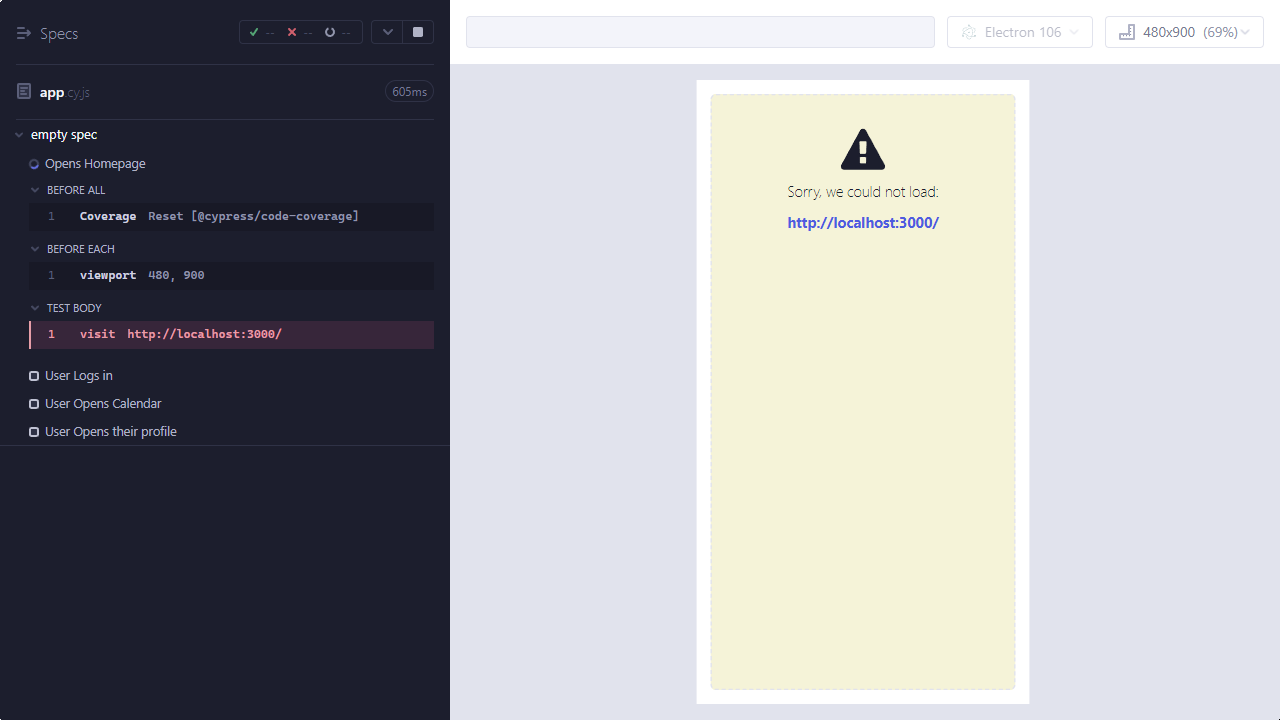 Specs
--
--
--
app.cy.js
605ms
empty spec
Opens Homepage
BEFORE ALL
1 Coverage Reset [@cypress/code-coverage]
BEFORE EACH
1 viewport 480, 900
TEST BODY
1 visit http://localhost:3000/
User Logs in
User Opens Calendar
User Opens their profile
Electron 106
480x900 (69%)
Sorry, we could not load:
http://localhost:3000/